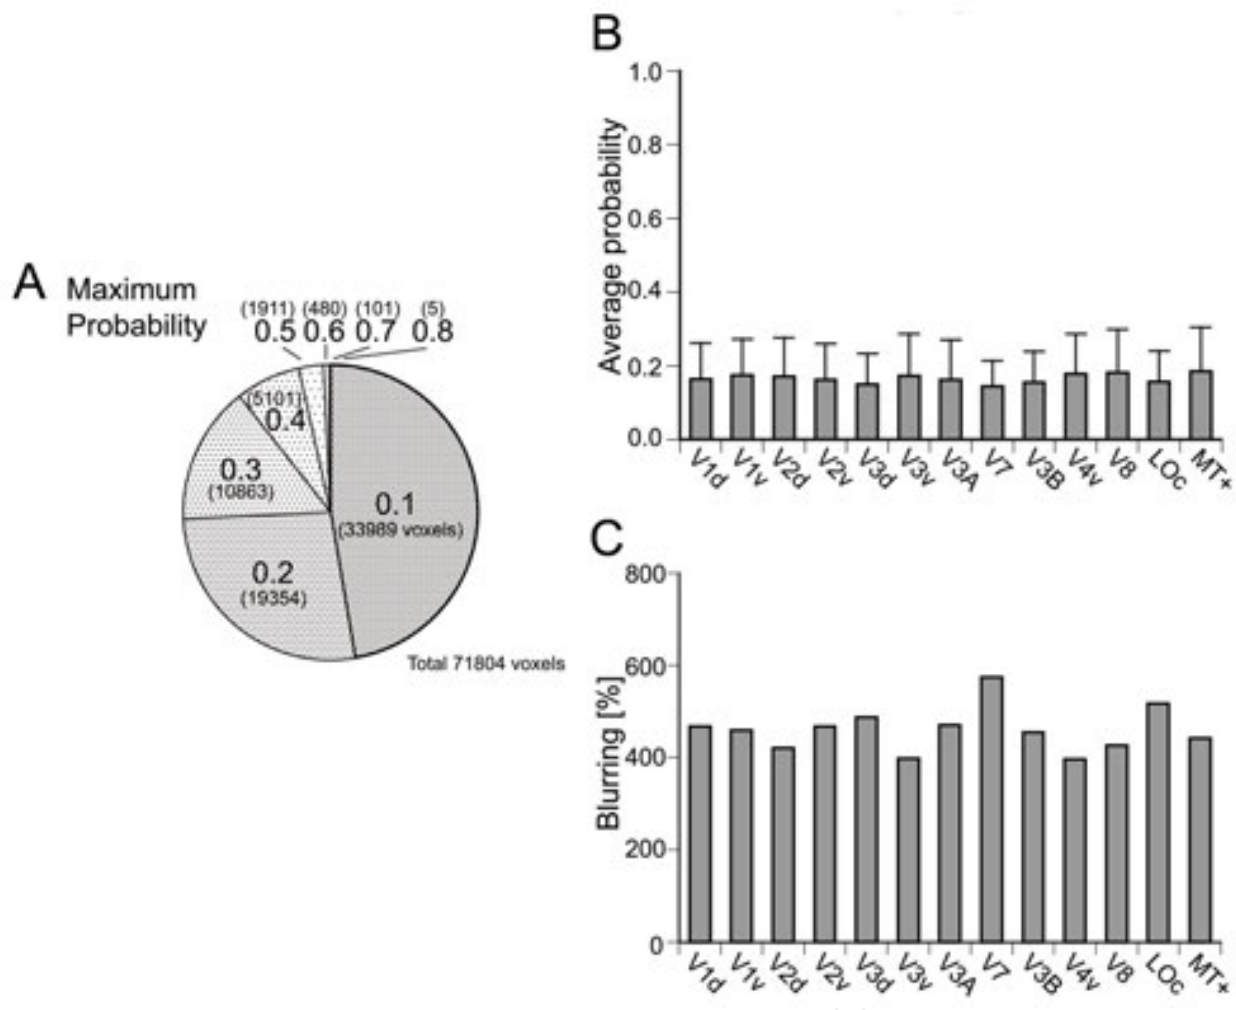 A
Maximum
Probability
(1911) (480) (101) (5)
0.5 0.6 0.7 0.8
(5101)
0.4
0.3
(10863)
0.1
(33989 voxels)
0.2
(19354)
Total 71804 voxels
B
Average probability
1.0
0.8
0.6
0.4
0.2
0.0
V1d V1v V2d V2v V3d V3v V3A V7 V3B V4v V8 LOc MT+
C
Blurring [%]
800
600
400
200
0
V1d V1v V2d V2v V3d V3v V3A V7 V3B V4v V8 LOc MT+